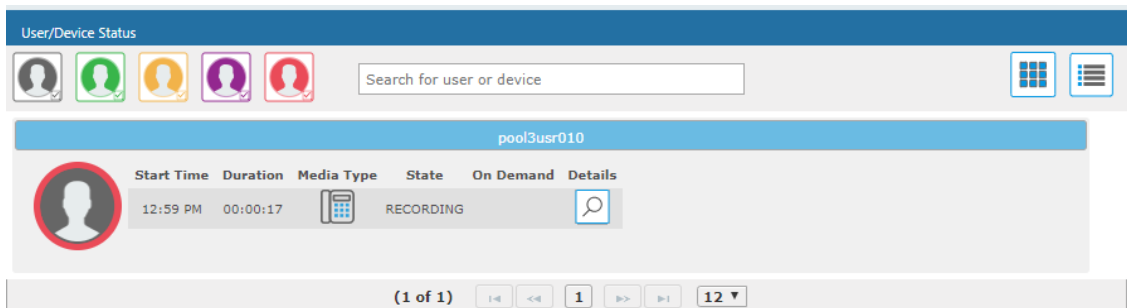 User/Device Status
Search for user or device
pool3usr010
Start Time Duration Media Type State On Demand Details
12:59 PM 00:00:17 RECORDING
(1 of 1) 1 12